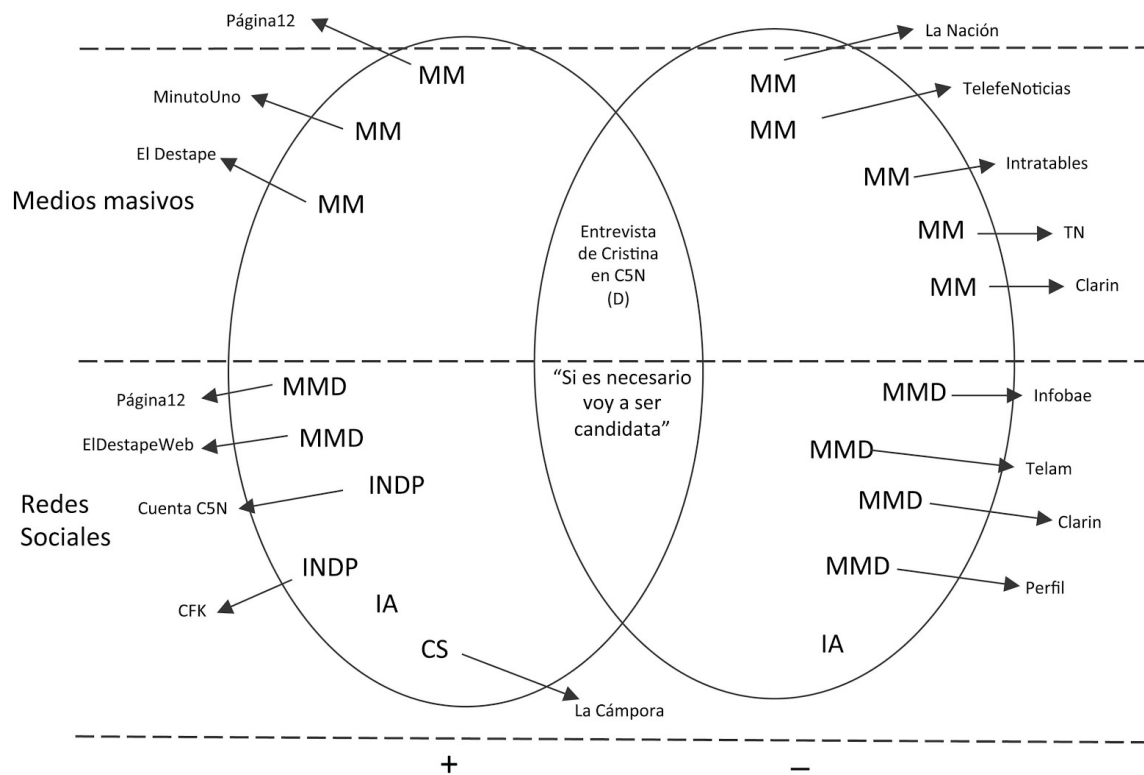 Página12
La Nación
MM
MM
TelefeNoticias
MinutoUno
MM
MM
El Destape
Intratables
MM
Medios masivos
MM
Entrevista
de Cristina
en C5N
(D)
MM
TN
MM
Clarin
“Si es necesario
voy a ser
candidata”
MMD
Página12
MMD
Infobae
ElDestapeWeb
MMD
MMD
Telam
INDP
Cuenta C5N
Redes
Sociales
MMD
Clarin
INDP
CFK
MMD
Perfil
IA
CS
IA
La Cámpora
+
–